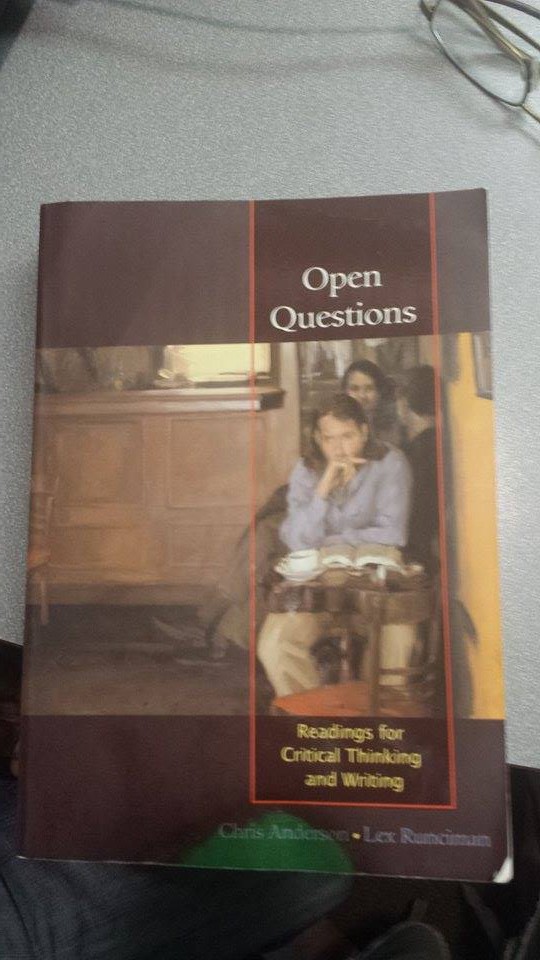 Open
Questions
Readings for
Critical Thinking
and Writing
Chris Anderson • Lex Runciman